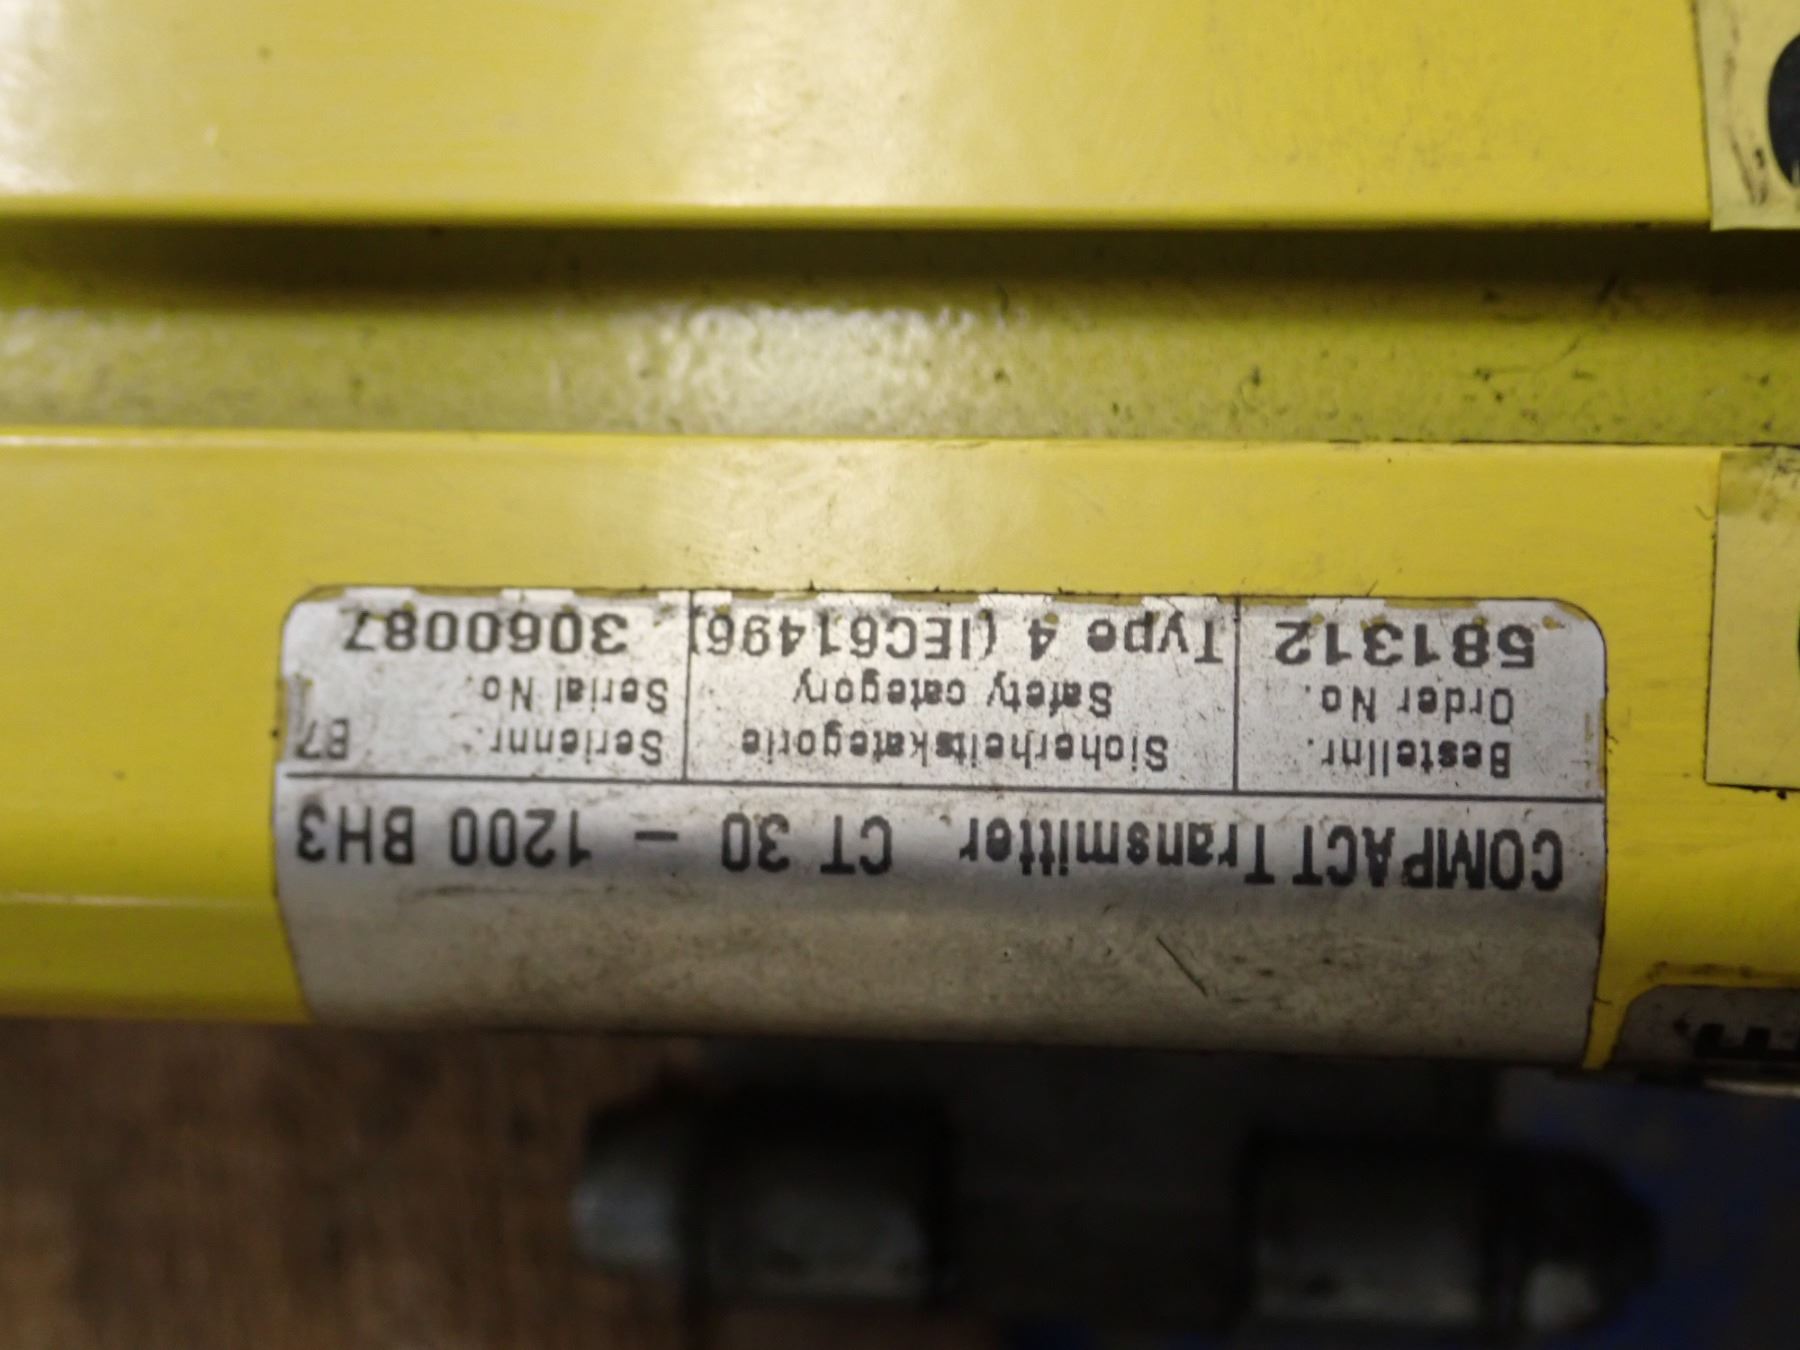 COMPACT Transmitter CT 30 - 1200 BH3
Bestellnr.
Order No.
581312
Sicherheitskategorie
Safety category
Type 4 (IEC61496)
Seriennr.
Serial No.
3060087